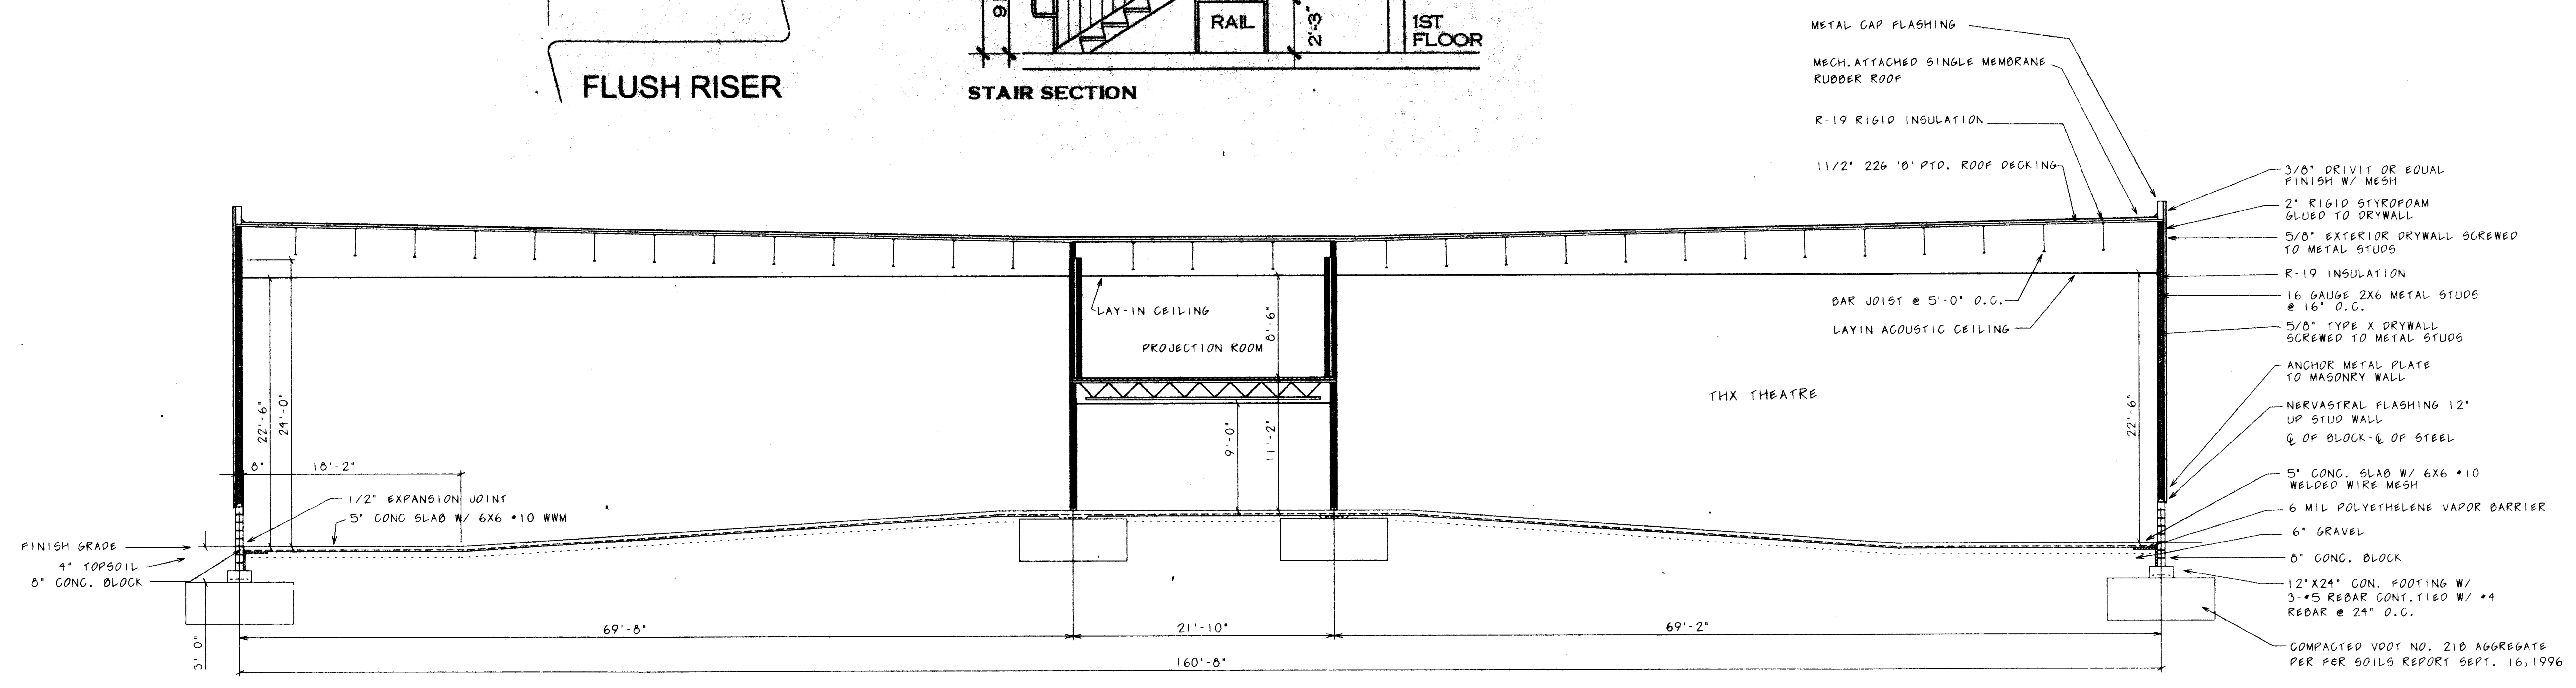 9'
RAIL
2'-3"
1ST
FLOOR
FLUSH RISER
STAIR SECTION
METAL CAP FLASHING
MECH. ATTACHED SINGLE MEMBRANE
RUBBER ROOF
R-19 RIGID INSULATION
11/2" 22G 'B' PTD. ROOF DECKING
3/8" DRIVIT OR EQUAL
FINISH W/ MESH
2" RIGID STYROFOAM
GLUED TO DRYWALL
5/8" EXTERIOR DRYWALL SCREWED
TO METAL STUDS
R-19 INSULATION
16 GAUGE 2X6 METAL STUDS
@ 16" O.C.
5/8" TYPE X DRYWALL
SCREWED TO METAL STUDS
ANCHOR METAL PLATE
TO MASONRY WALL
NERVASTRAL FLASHING 12"
UP STUD WALL
℄ OF BLOCK-℄ OF STEEL
5" CONC. SLAB W/ 6X6 #10
WELDED WIRE MESH
6 MIL POLYETHELENE VAPOR BARRIER
6" GRAVEL
8" CONC. BLOCK
12"X24" CON. FOOTING W/
3-#5 REBAR CONT.TIED W/ #4
REBAR @ 24" O.C.
COMPACTED VDOT NO. 21B AGGREGATE
PER F&R SOILS REPORT SEPT. 16,1996
BAR JOIST @ 5'-0" O.C.
LAYIN ACOUSTIC CEILING
LAY-IN CEILING
PROJECTION ROOM
8'-6"
THX THEATRE
22'-6"
24'-0"
9'-0"
11'-2"
22'-6"
8"
18'-2"
1/2" EXPANSION JOINT
5" CONC SLAB W/ 6X6 #10 WWM
FINISH GRADE
4" TOPSOIL
8" CONC. BLOCK
3'-0"
69'-8"
21'-10"
69'-2"
160'-8"